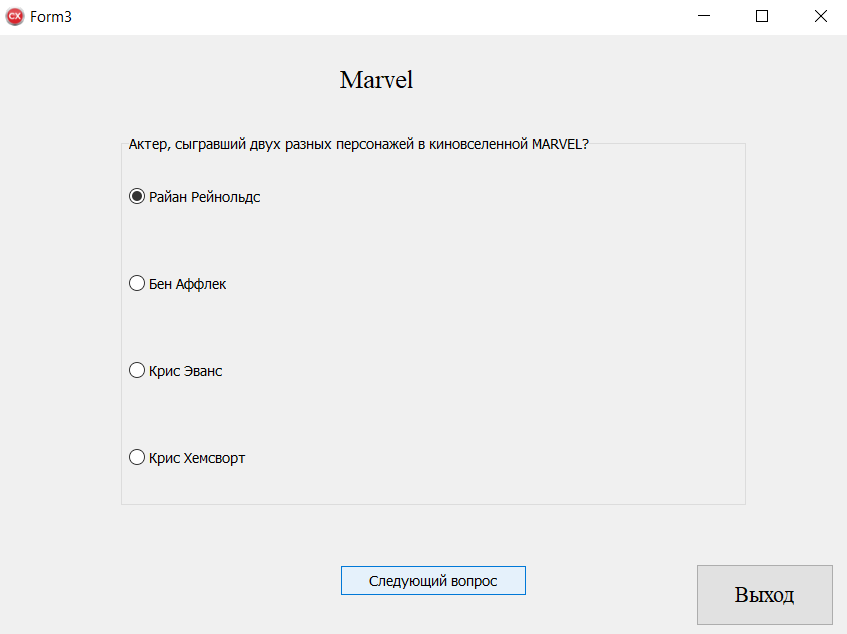 Form3
Marvel
Актер, сыгравший двух разных персонажей в киновселенной MARVEL?
Райан Рейнольдс
Бен Аффлек
Крис Эванс
Крис Хемсворт
Следующий вопрос
Выход